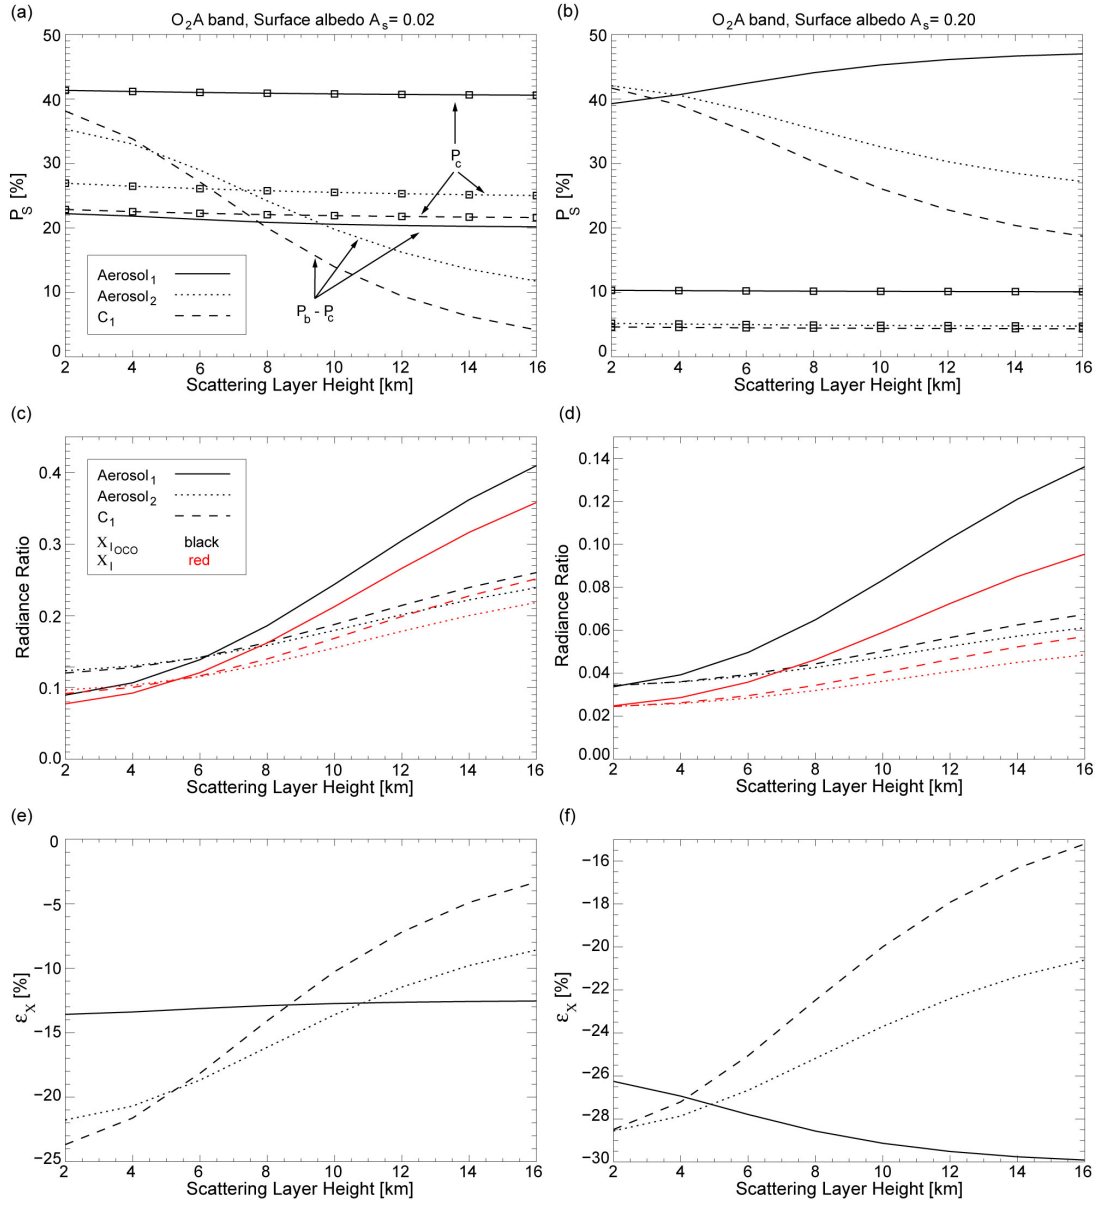 (a)
O2A band, Surface albedo As= 0.02
50
40
30
20
10
0
PS [%]
Pc
Pb - Pc
Aerosol1
Aerosol2
C1
2 4 6 8 10 12 14 16
Scattering Layer Height [km]
(b)
O2A band, Surface albedo As= 0.20
50
40
30
20
10
0
PS [%]
2 4 6 8 10 12 14 16
Scattering Layer Height [km]
(c)
0.4
0.3
0.2
0.1
0.0
Radiance Ratio
Aerosol1
Aerosol2
C1
XIOCO black
XI red
2 4 6 8 10 12 14 16
Scattering Layer Height [km]
(d)
0.14
0.12
0.10
0.08
0.06
0.04
0.02
0.00
Radiance Ratio
2 4 6 8 10 12 14 16
Scattering Layer Height [km]
(e)
0
−5
−10
−15
−20
−25
εX [%]
2 4 6 8 10 12 14 16
Scattering Layer Height [km]
(f)
−16
−18
−20
−22
−24
−26
−28
−30
εX [%]
2 4 6 8 10 12 14 16
Scattering Layer Height [km]